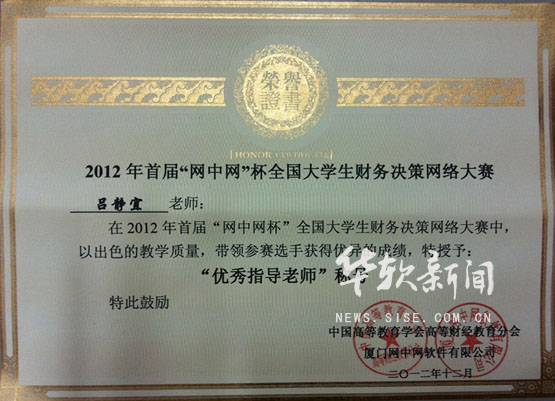 榮譽
證書
HONOR CERTIFICATE
2012年首届“网中网”杯全国大学生财务决策网络大赛
吕静宜 老师:
在2012年首届“网中网杯”全国大学生财务决策网络大赛中,
以出色的教学质量,带领参赛选手获得优异的成绩,特授予:
“优秀指导老师”称号
特此鼓励
华软新闻
NEWS.SISE.COM.CN
中国高等教育学会高等财经教育分会
厦门网中网软件有限公司
二〇一二年十二月